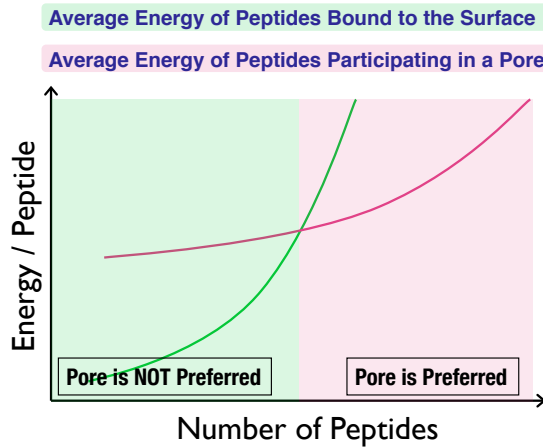 Average Energy of Peptides Bound to the Surface
Average Energy of Peptides Participating in a Pore
Energy / Peptide
Pore is NOT Preferred
Pore is Preferred
Number of Peptides